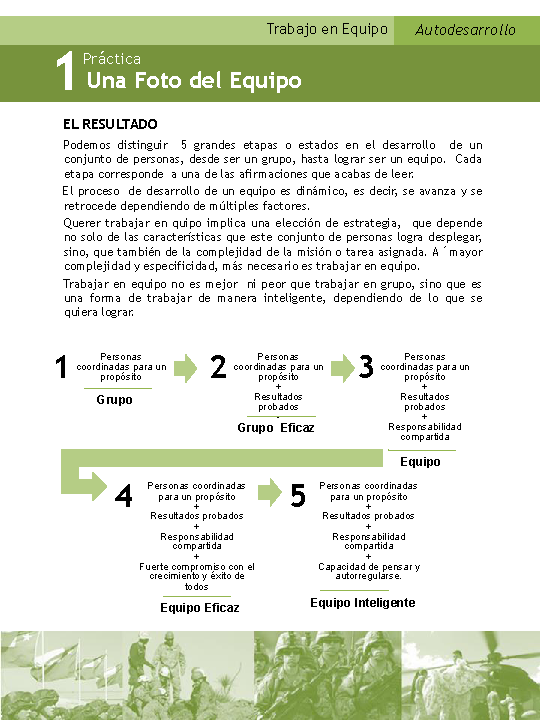 Trabajo en Equipo
Autodesarrollo
1
Práctica
Una Foto del Equipo
EL RESULTADO
Podemos distinguir 5 grandes etapas o estados en el desarrollo de un
conjunto de personas, desde ser un grupo, hasta lograr ser un equipo. Cada
etapa corresponde a una de las afirmaciones que acabas de leer.
El proceso de desarrollo de un equipo es dinámico, es decir, se avanza y se
retrocede dependiendo de múltiples factores.
Querer trabajar en quipo implica una elección de estrategia, que depende
no solo de las características que este conjunto de personas logra desplegar,
sino, que también de la complejidad de la misión o tarea asignada. A ´mayor
complejidad y especificidad, más necesario es trabajar en equipo.
Trabajar en equipo no es mejor ni peor que trabajar en grupo, sino que es
una forma de trabajar de manera inteligente, dependiendo de lo que se
quiera lograr.
1
Personas
coordinadas para un
propósito
Grupo
2
Personas
coordinadas para un
propósito
+
Resultados
probados
Grupo Eficaz
3
Personas
coordinadas para un
propósito
+
Resultados
probados
+
Responsabilidad
compartida
Equipo
4
Personas coordinadas
para un propósito
+
Resultados probados
+
Responsabilidad
compartida
+
Fuerte compromiso con el
crecimiento y éxito de
todos
Equipo Eficaz
5
Personas coordinadas
para un propósito
+
Resultados probados
+
Responsabilidad
compartida
+
Capacidad de pensar y
autorregularse.
Equipo Inteligente